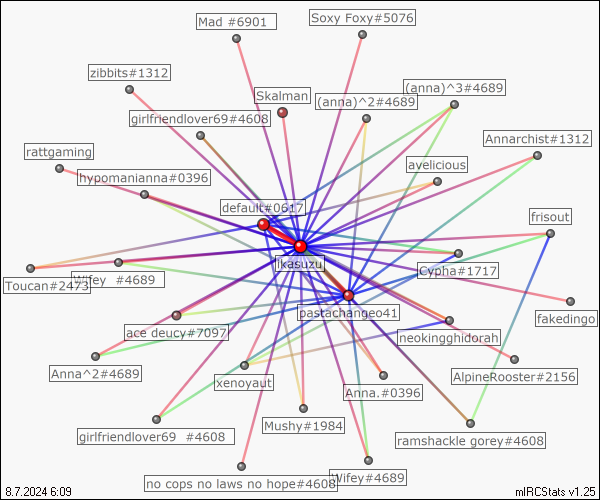 Mad #6901
Soxy Foxy#5076
zibbits#1312
Skalman
(anna)^2#4689
(anna)^3#4689
girlfriendlover69#4608
Annarchist#1312
rattgaming
avelicious
hypomanianna#0396
default#0617
frisout
ikasuzu
Cypha#1717
Toucan#2473
Wifey #4689
pastachangeo41
fakedingo
ace deucy#7097
neokingghidorah
Anna^2#4689
xenoyaut
Anna.#0396
AlpineRooster#2156
Mushy#1984
girlfriendlover69 #4608
ramshackle gorey#4608
no cops no laws no hope#4608
Wifey#4689
8.7.2024 6:09
mIRCStats v1.25